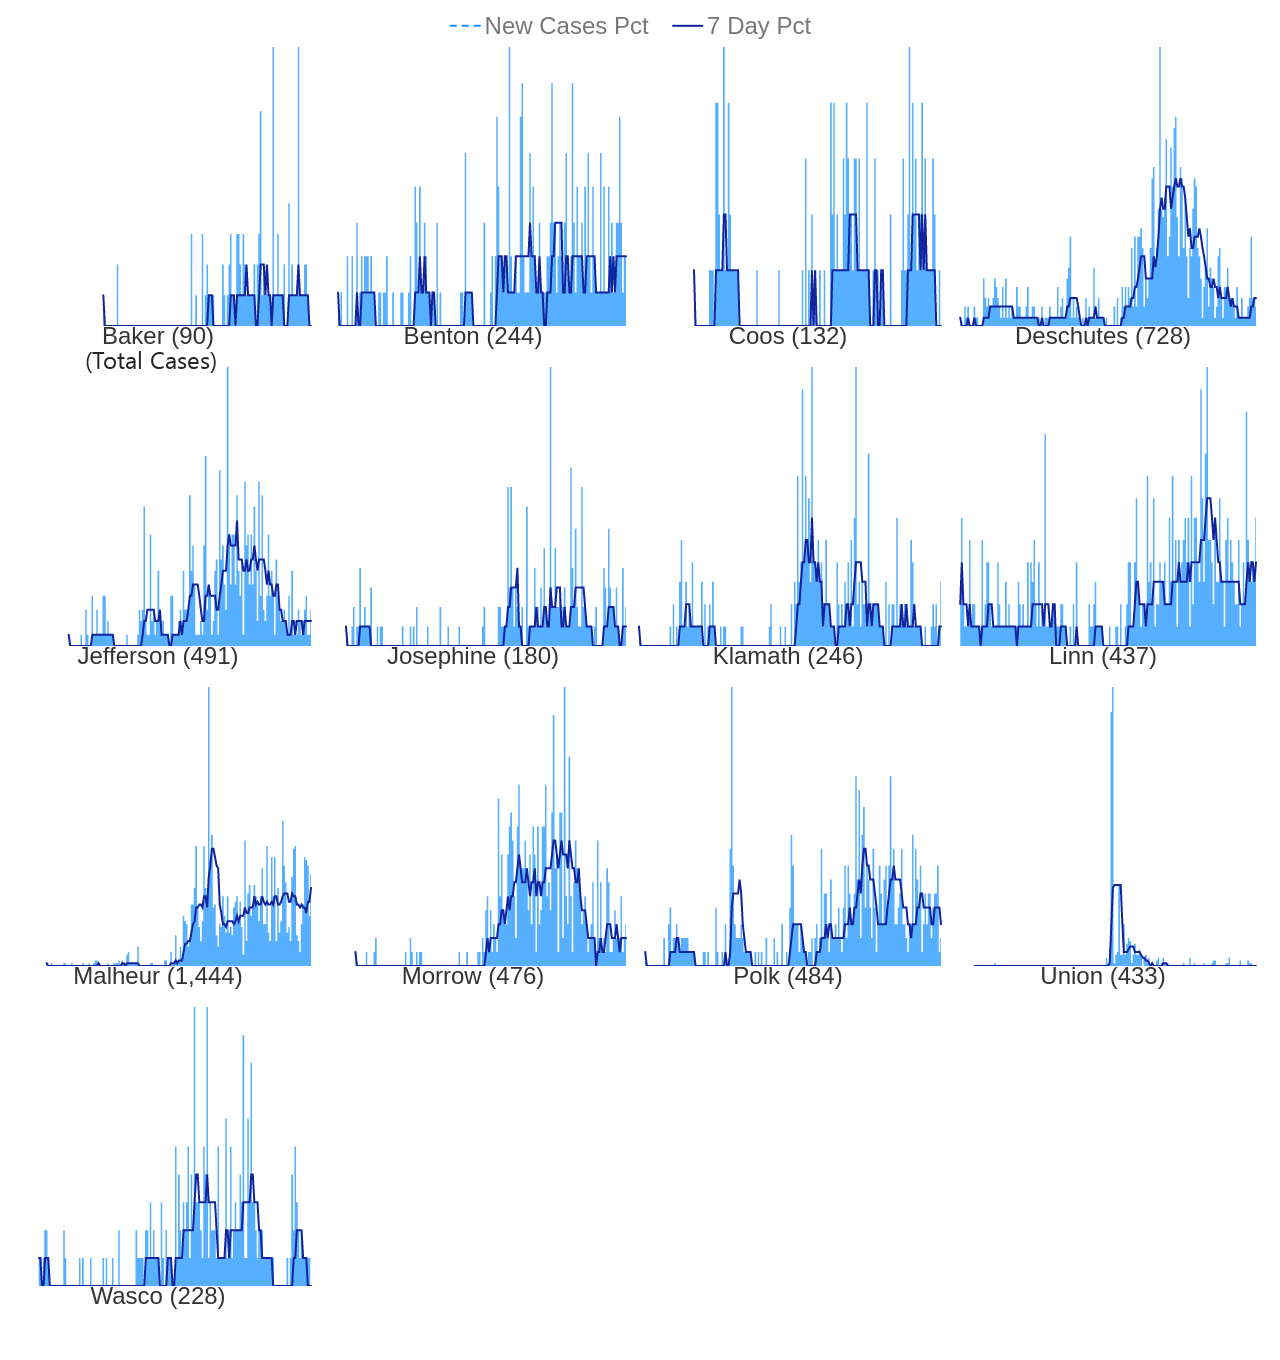 New Cases Pct 7 Day Pct
Baker (90) Benton (244) Coos (132) Deschutes (728)
(Total Cases)
Jefferson (491) Josephine (180) Klamath (246) Linn (437)
Malheur (1,444) Morrow (476) Polk (484) Union (433)
Wasco (228)